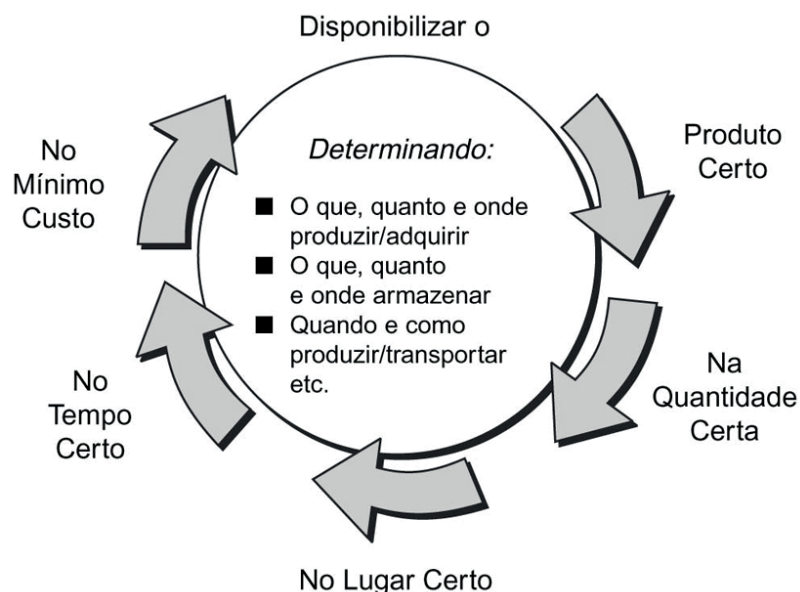 Disponibilizar o
Produto
Certo
Na
Quantidade
Certa
No Lugar Certo
No
Tempo
Certo
No
Mínimo
Custo
Determinando:
■ O que, quanto e onde
produzir/adquirir
■ O que, quanto
e onde armazenar
■ Quando e como
produzir/transportar
etc.